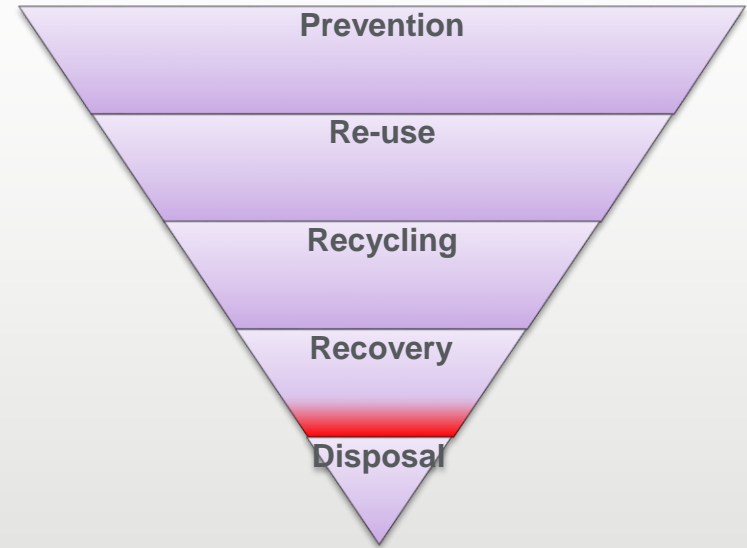 Prevention
Re-use
Recycling
Recovery
Disposal